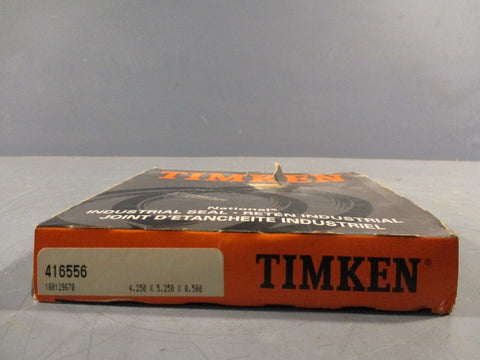 TIMKEN
National®
INDUSTRIAL SEAL · RETEN INDUSTRIAL
JOINT D'ETANCHEITE INDUSTRIEL
416556
100129670
4.250 X 5.250 X 0.500
TIMKEN®